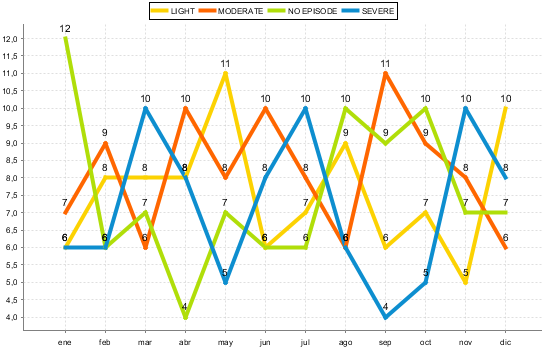 LIGHT MODERATE NO EPISODE SEVERE
12
12,0
11,5
11 11
11,0
10,5
10 10 10 10 10 10 10 10
10,0
9,5
9 9 9
9,0
8,5
8 8 8 8 8 8 8 8
8,0
7,5
7 7 7 7 7 7 7
7,0
6,5
6 6 6 6 6 6 6 6 6
6,0
5,5
5 5 5
5,0
4,5
4 4
4,0
ene feb mar abr may jun jul ago sep oct nov dic